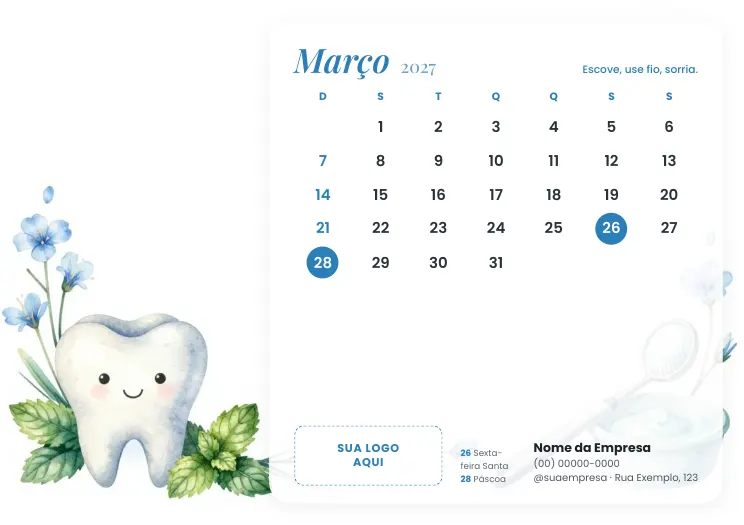 Março 2027
Escove, use fio, sorria.
D S T Q Q S S
1 2 3 4 5 6
7 8 9 10 11 12 13
14 15 16 17 18 19 20
21 22 23 24 25 26 27
28 29 30 31
SUA LOGO
AQUI
26 Sexta-
feira Santa
28 Páscoa
Nome da Empresa
(00) 00000-0000
@suaempresa · Rua Exemplo, 123